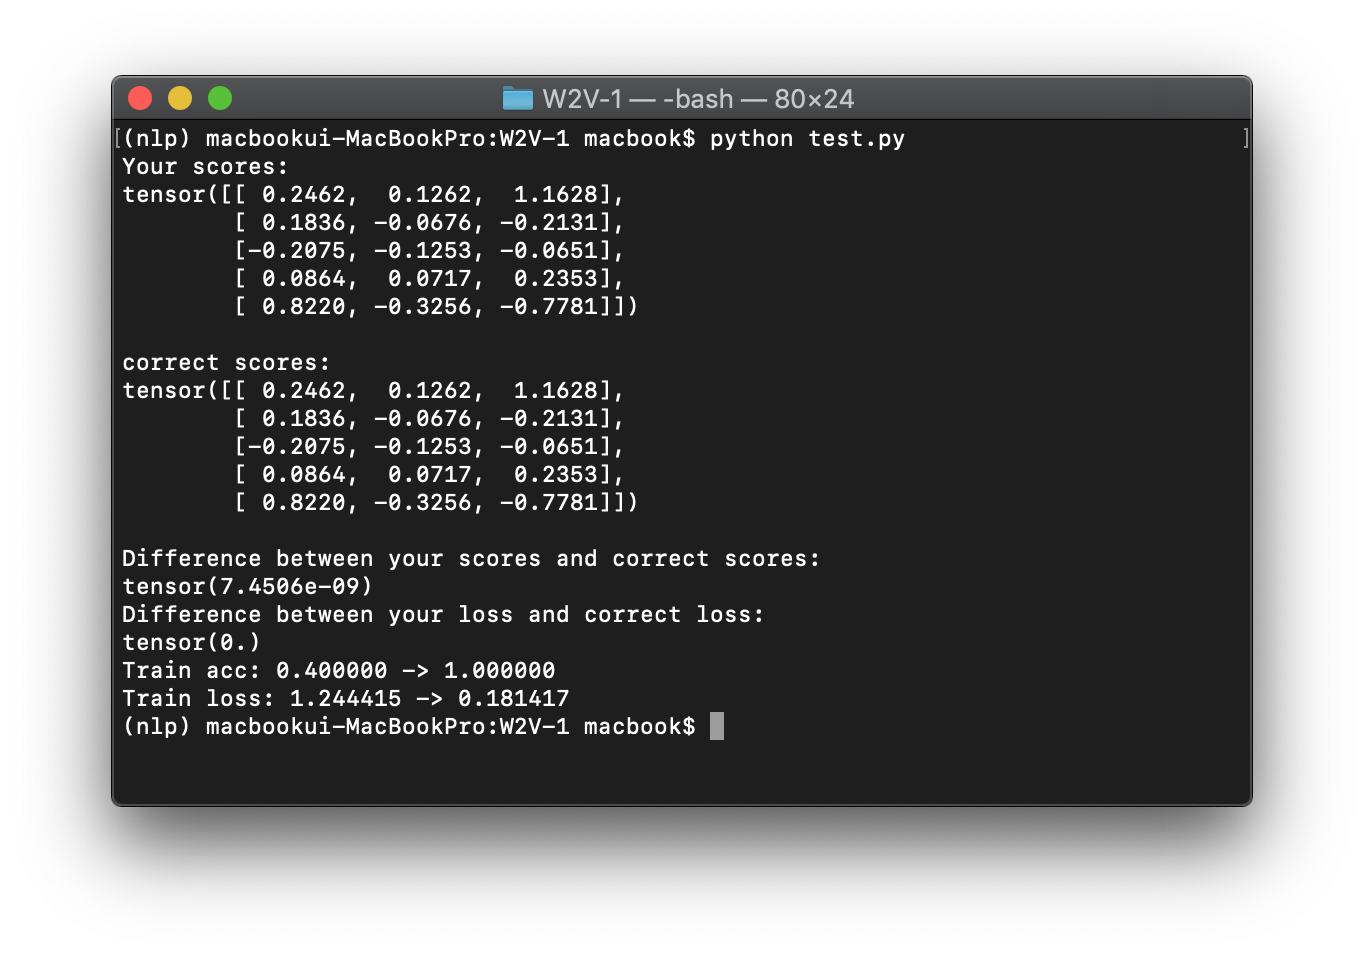 W2V-1 — -bash — 80×24
[(nlp) macbookui-MacBookPro:W2V-1 macbook$ python test.py ]
Your scores:
tensor([[ 0.2462,  0.1262,  1.1628],
        [ 0.1836, -0.0676, -0.2131],
        [-0.2075, -0.1253, -0.0651],
        [ 0.0864,  0.0717,  0.2353],
        [ 0.8220, -0.3256, -0.7781]])
correct scores:
tensor([[ 0.2462,  0.1262,  1.1628],
        [ 0.1836, -0.0676, -0.2131],
        [-0.2075, -0.1253, -0.0651],
        [ 0.0864,  0.0717,  0.2353],
        [ 0.8220, -0.3256, -0.7781]])
Difference between your scores and correct scores:
tensor(7.4506e-09)
Difference between your loss and correct loss:
tensor(0.)
Train acc: 0.400000 -> 1.000000
Train loss: 1.244415 -> 0.181417
(nlp) macbookui-MacBookPro:W2V-1 macbook$